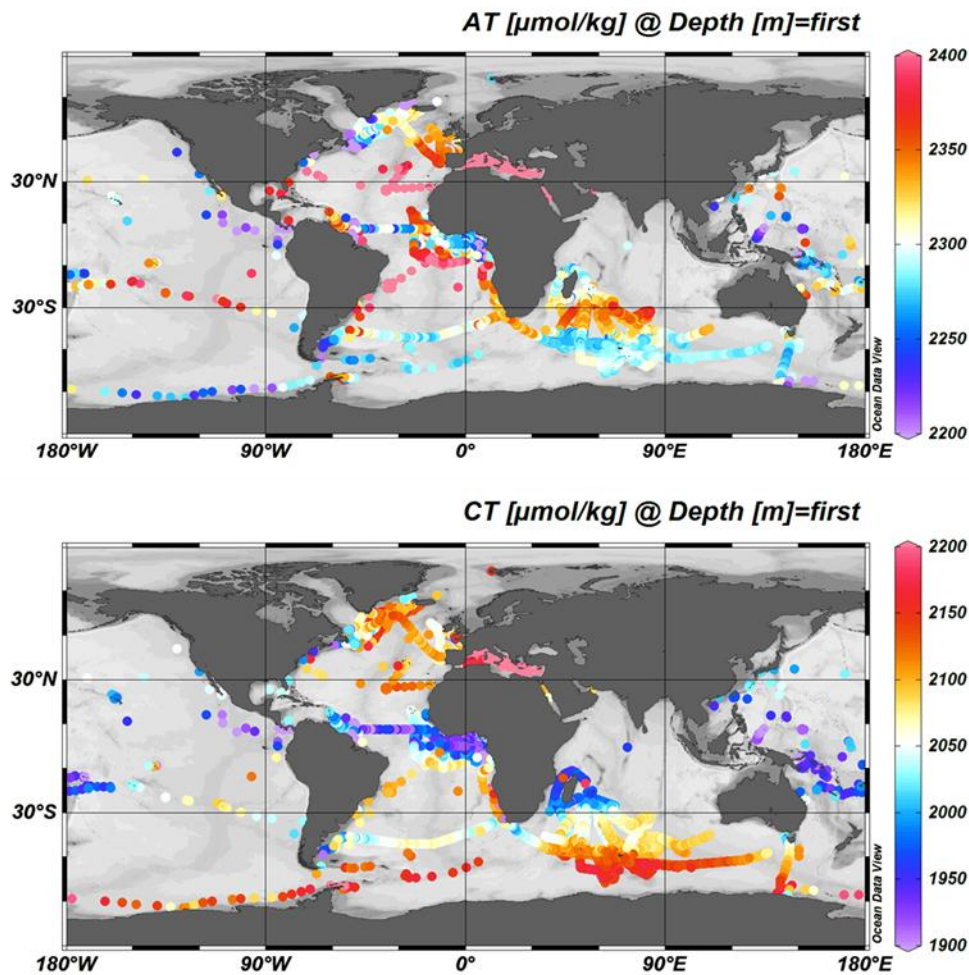 AT [µmol/kg] @ Depth [m]=first
2400
2350
2300
2250
2200
30°N
30°S
Ocean Data View
180°W
90°W
0°
90°E
180°E
CT [µmol/kg] @ Depth [m]=first
2200
2150
2100
2050
2000
1950
1900
30°N
30°S
Ocean Data View
180°W
90°W
0°
90°E
180°E